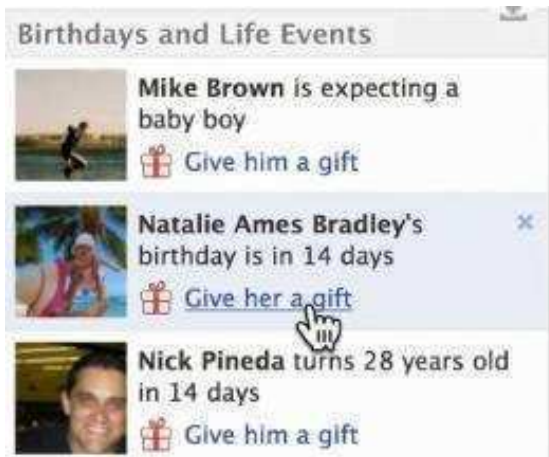 Birthdays and Life Events
Mike Brown is expecting a
baby boy
Give him a gift
Natalie Ames Bradley's
birthday is in 14 days
Give her a gift
Nick Pineda turns 28 years old
in 14 days
Give him a gift